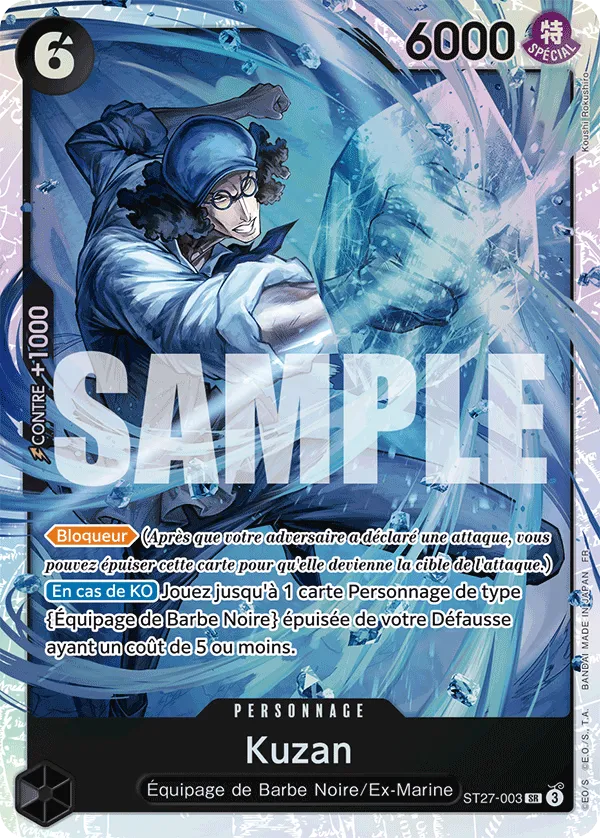 6
6000
特
SPÉCIAL
Koushi Rokushiro
CONTRE +1000
SAMPLE
Bloqueur (Après que votre adversaire a déclaré une attaque, vous
pouvez épuiser cette carte pour qu'elle devienne la cible de l'attaque.)
En cas de KO Jouez jusqu'à 1 carte Personnage de type
{Équipage de Barbe Noire} épuisée de votre Défausse
ayant un coût de 5 ou moins.
©E.O./S. ©E.O./S., T.A. BANDAI MADE IN JAPAN FR
PERSONNAGE
Kuzan
Équipage de Barbe Noire/Ex-Marine
ST27-003 SR 3